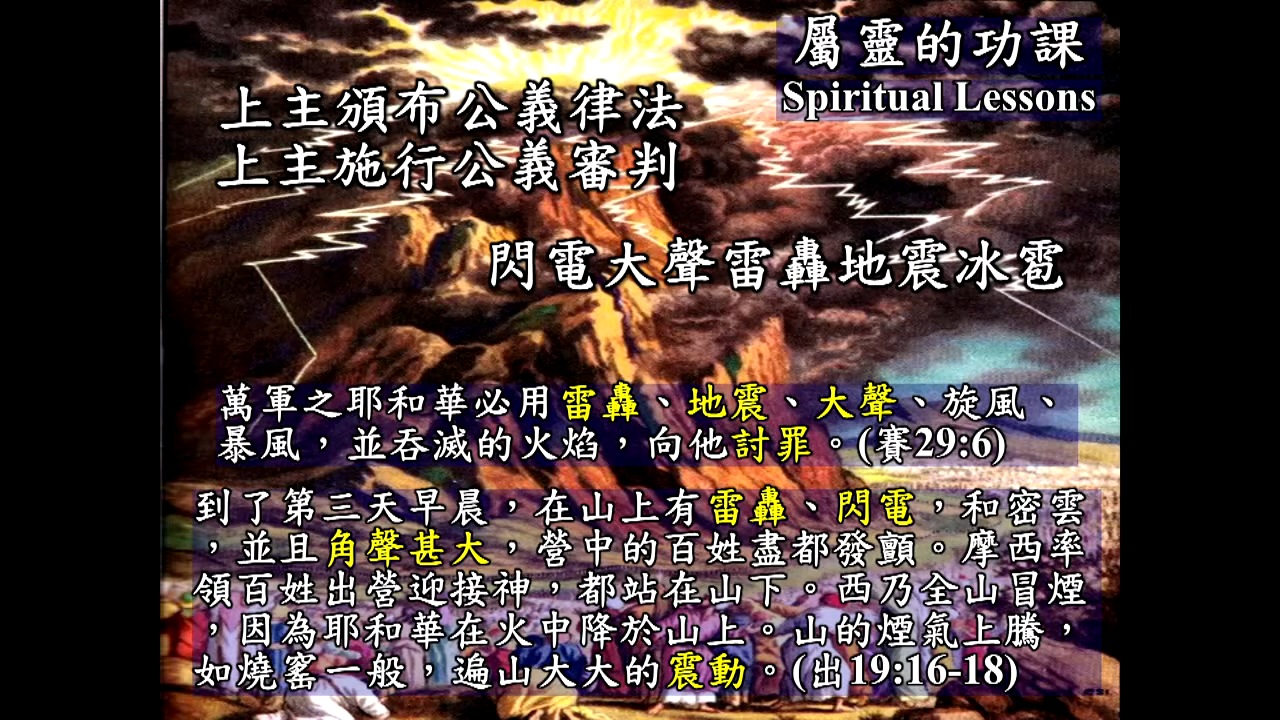 屬靈的功課
Spiritual Lessons
上主頒布公義律法
上主施行公義審判
閃電大聲雷轟地震冰雹
萬軍之耶和華必用雷轟、地震、大聲、旋風、
暴風，並吞滅的火焰，向他討罪。(賽29:6)
到了第三天早晨，在山上有雷轟、閃電，和密雲
，並且角聲甚大，營中的百姓盡都發顫。摩西率
領百姓出營迎接神，都站在山下。西乃全山冒煙
，因為耶和華在火中降於山上。山的煙氣上騰，
如燒窰一般，遍山大大的震動。(出19:16-18)